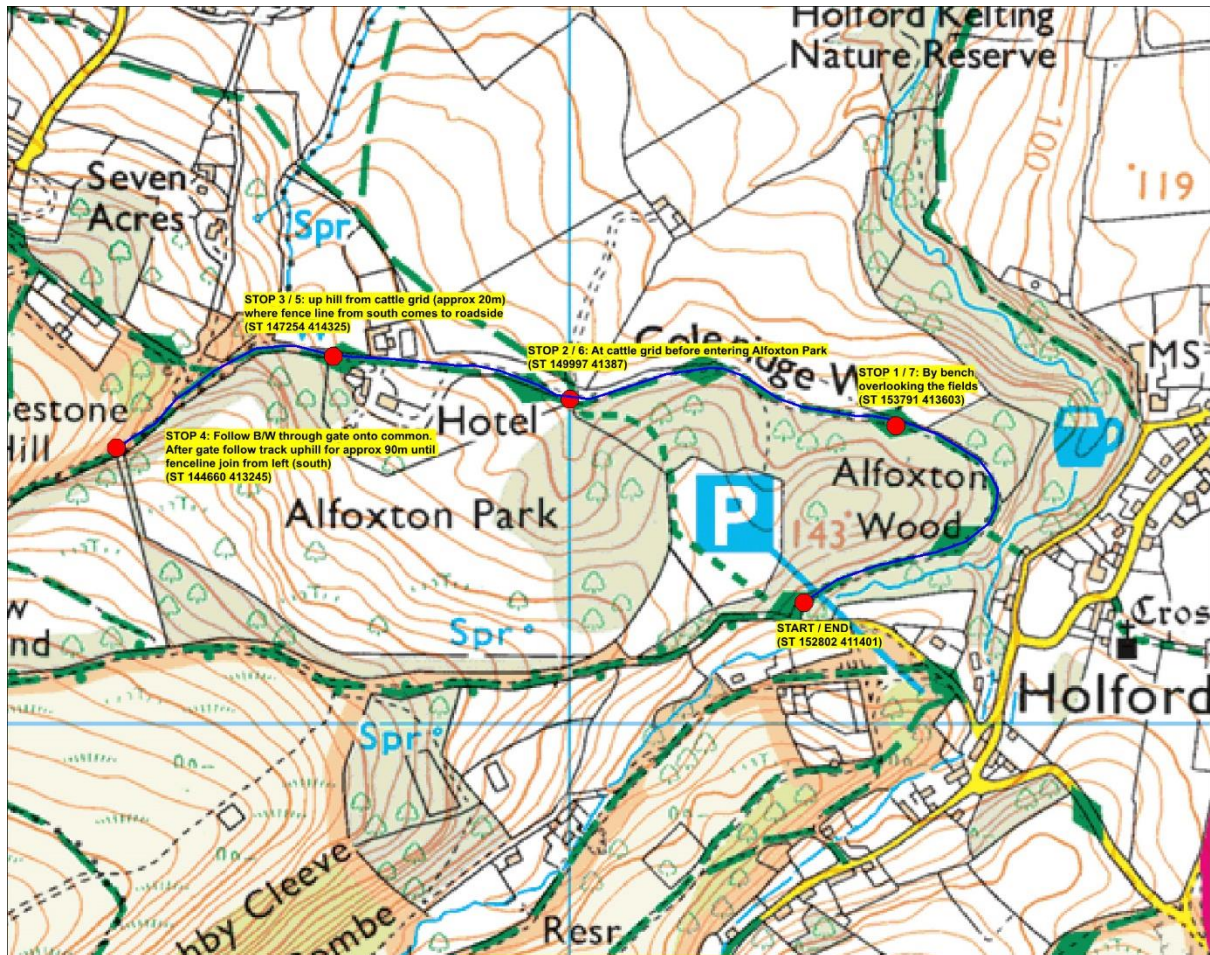 Holford Kelting
Nature Reserve
100
119
Seven
Acres
Spr
STOP 3 / 5: up hill from cattle grid (approx 20m)
where fence line from south comes to roadside
(ST 147254 414325)
STOP 2 / 6: At cattle grid before entering Alfoxton Park
(ST 149997 41387)
STOP 1 / 7: By bench
overlooking the fields
(ST 153791 413603)
MS
Hotel
estone
Hill
STOP 4: Follow B/W through gate onto common.
After gate follow track uphill for approx 90m until
fenceline join from left (south)
(ST 144660 413245)
Alfoxton
Wood
Alfoxton Park
P
143
START / END
(ST 152802 411401)
Spr
w
nd
Cros
Holford
Spr
hby Cleeve
ombe
Resr